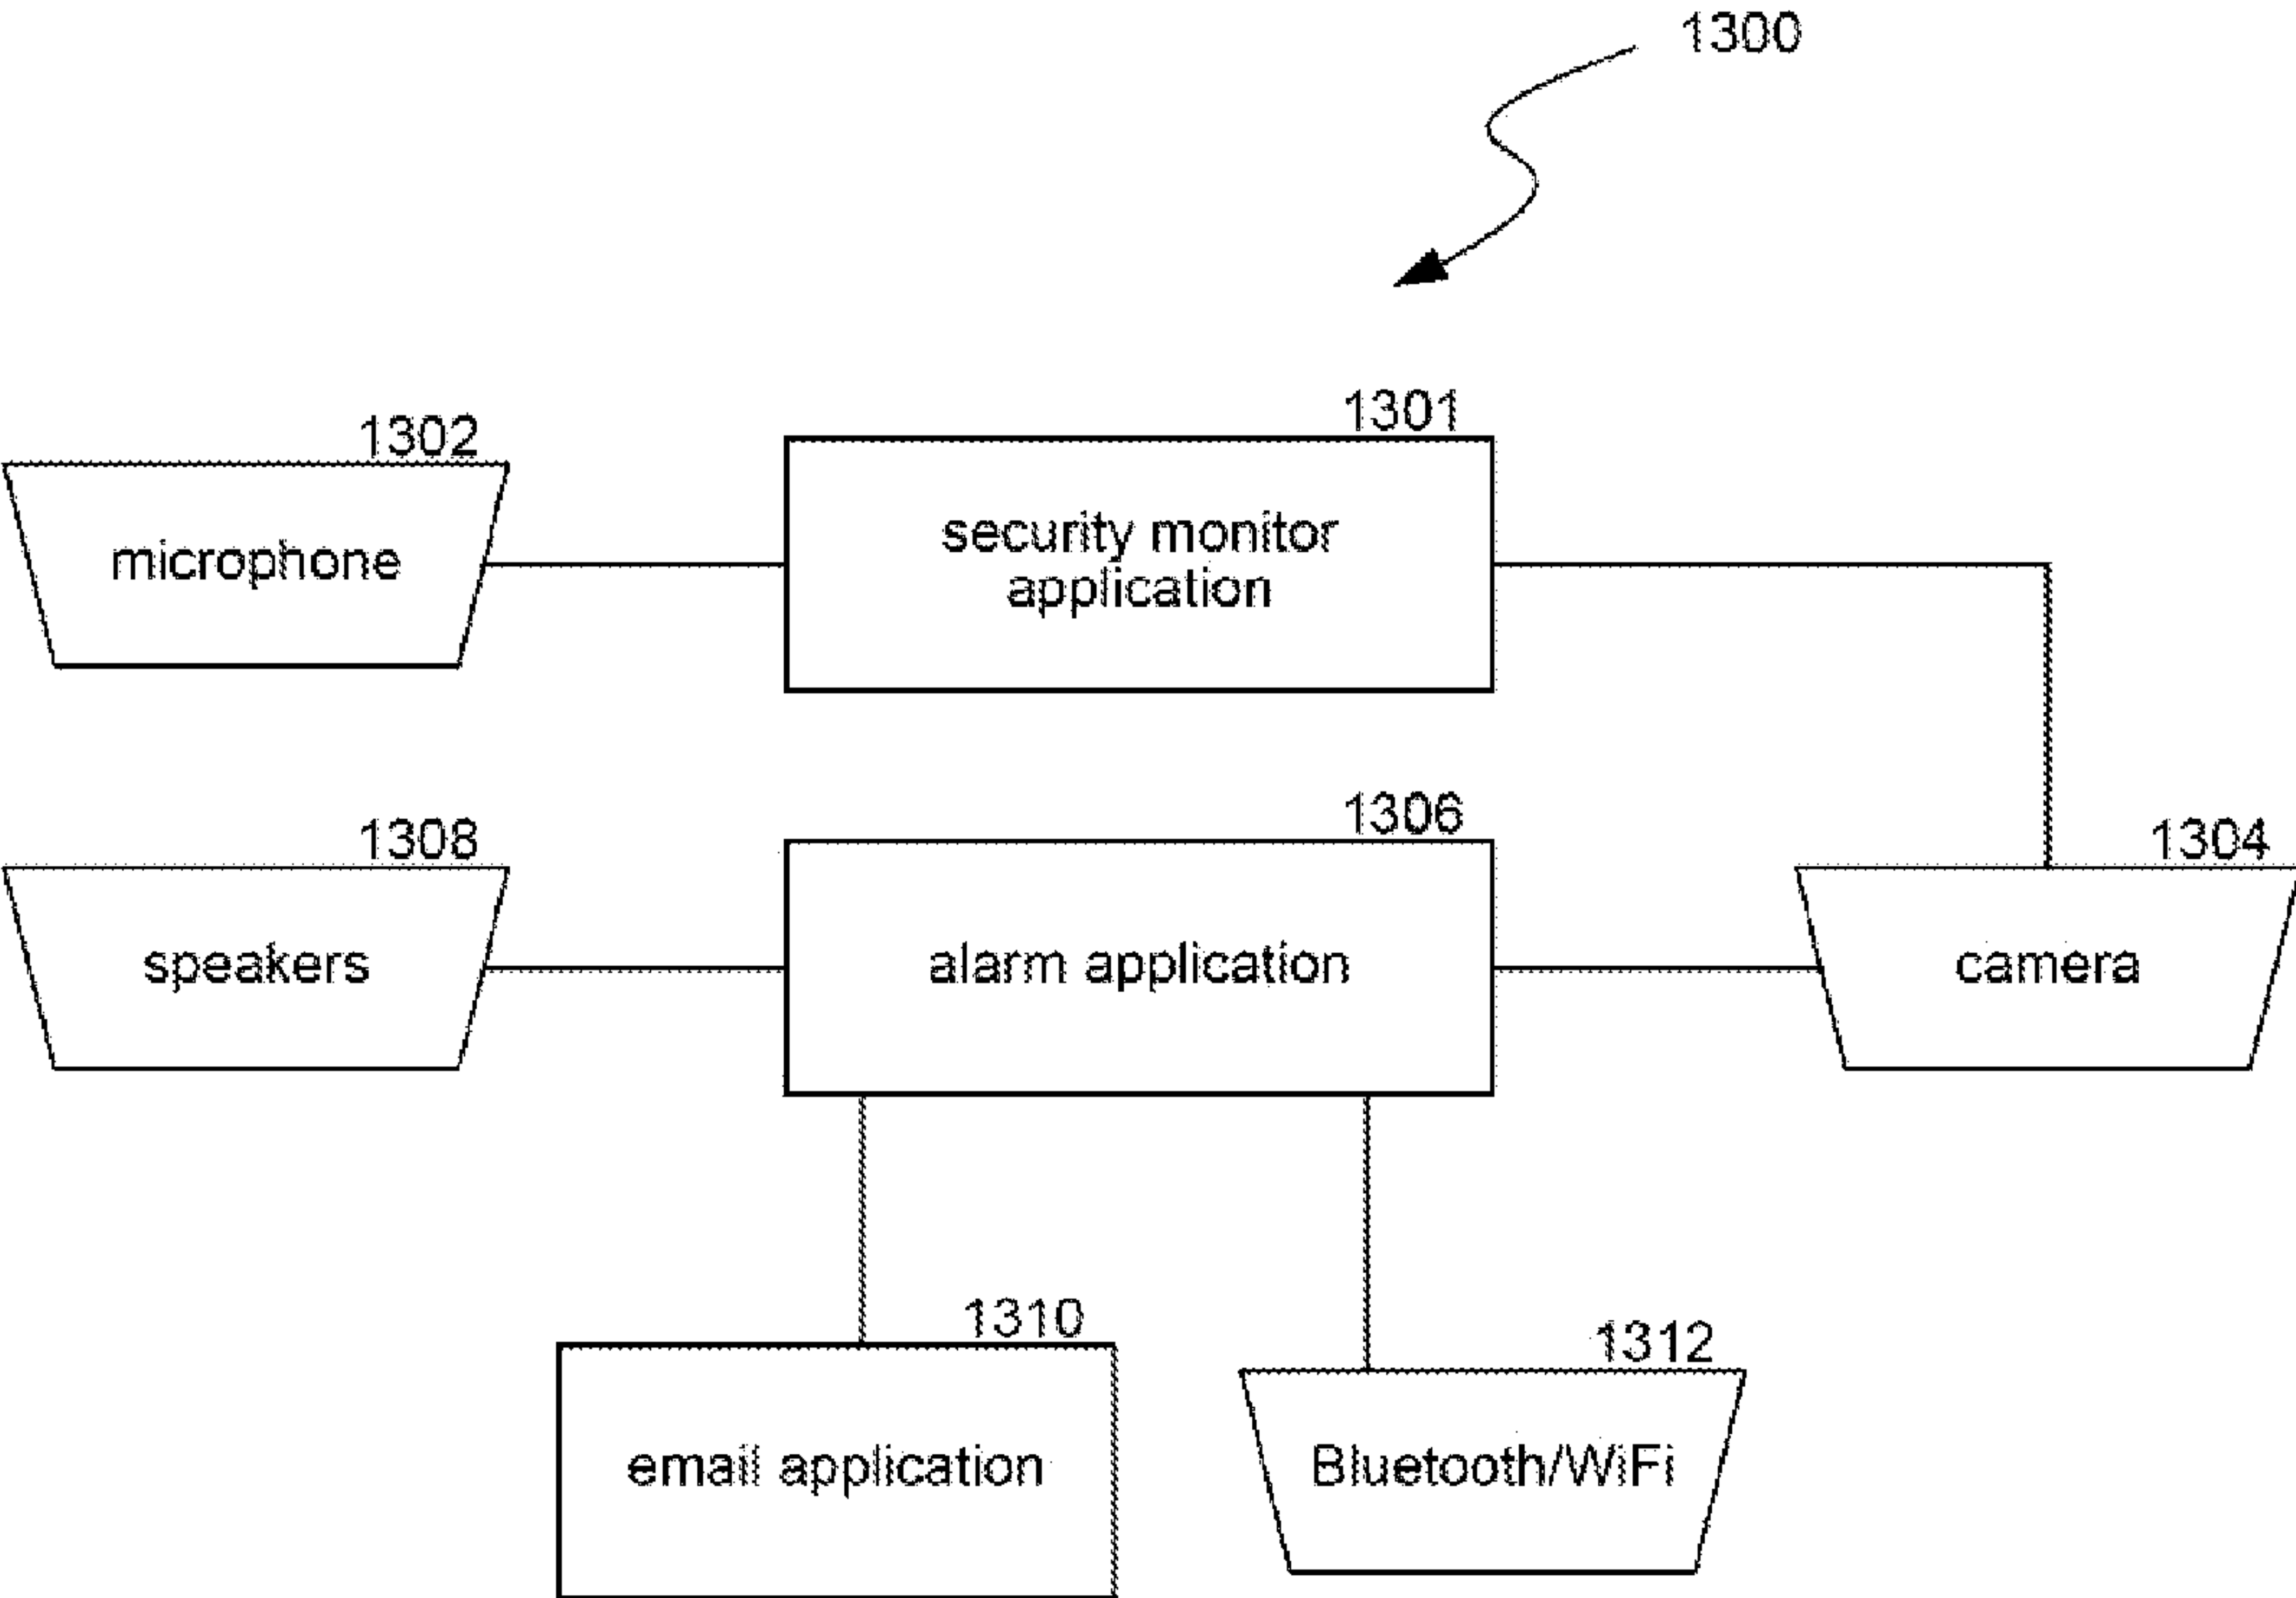 1300
1301
1302
microphone
security monitor
application
1306
1304
1308
speakers
alarm application
camera
1310
1312
email application
Bluetooth/WiFi